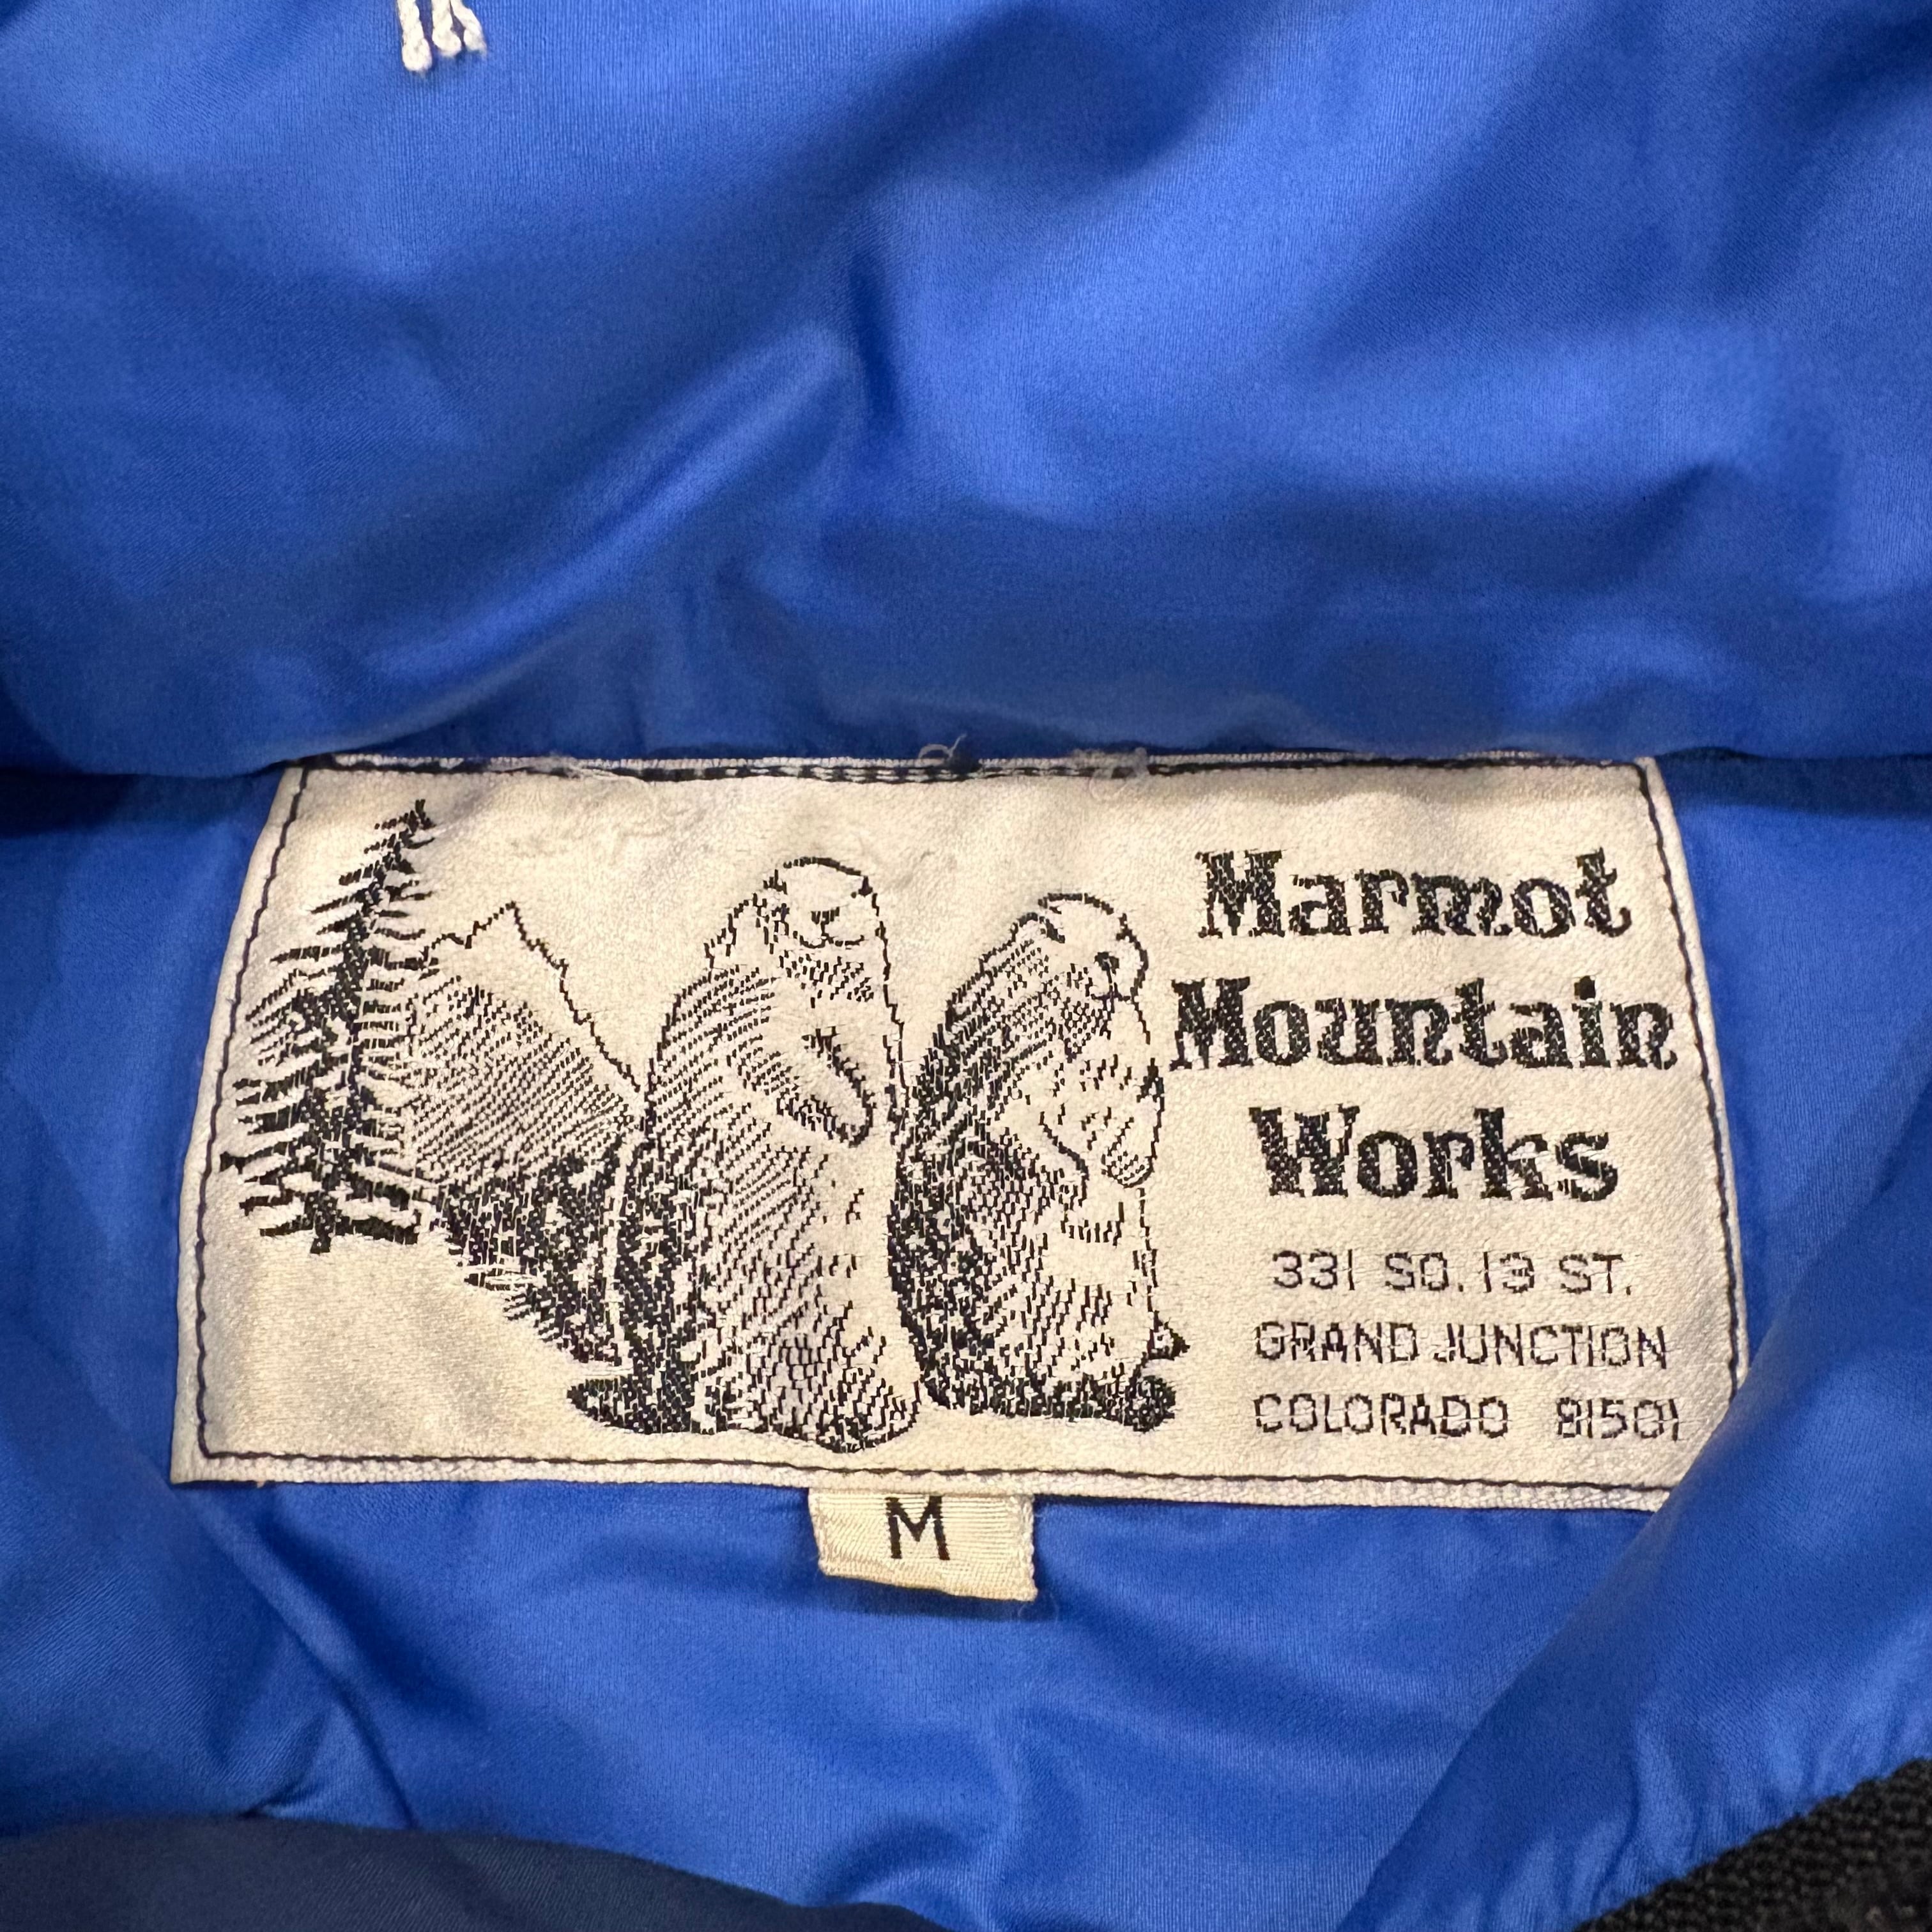 Marmot
Mountain
Works
331 SO. 13 ST.
GRAND JUNCTION
COLORADO 81501
M